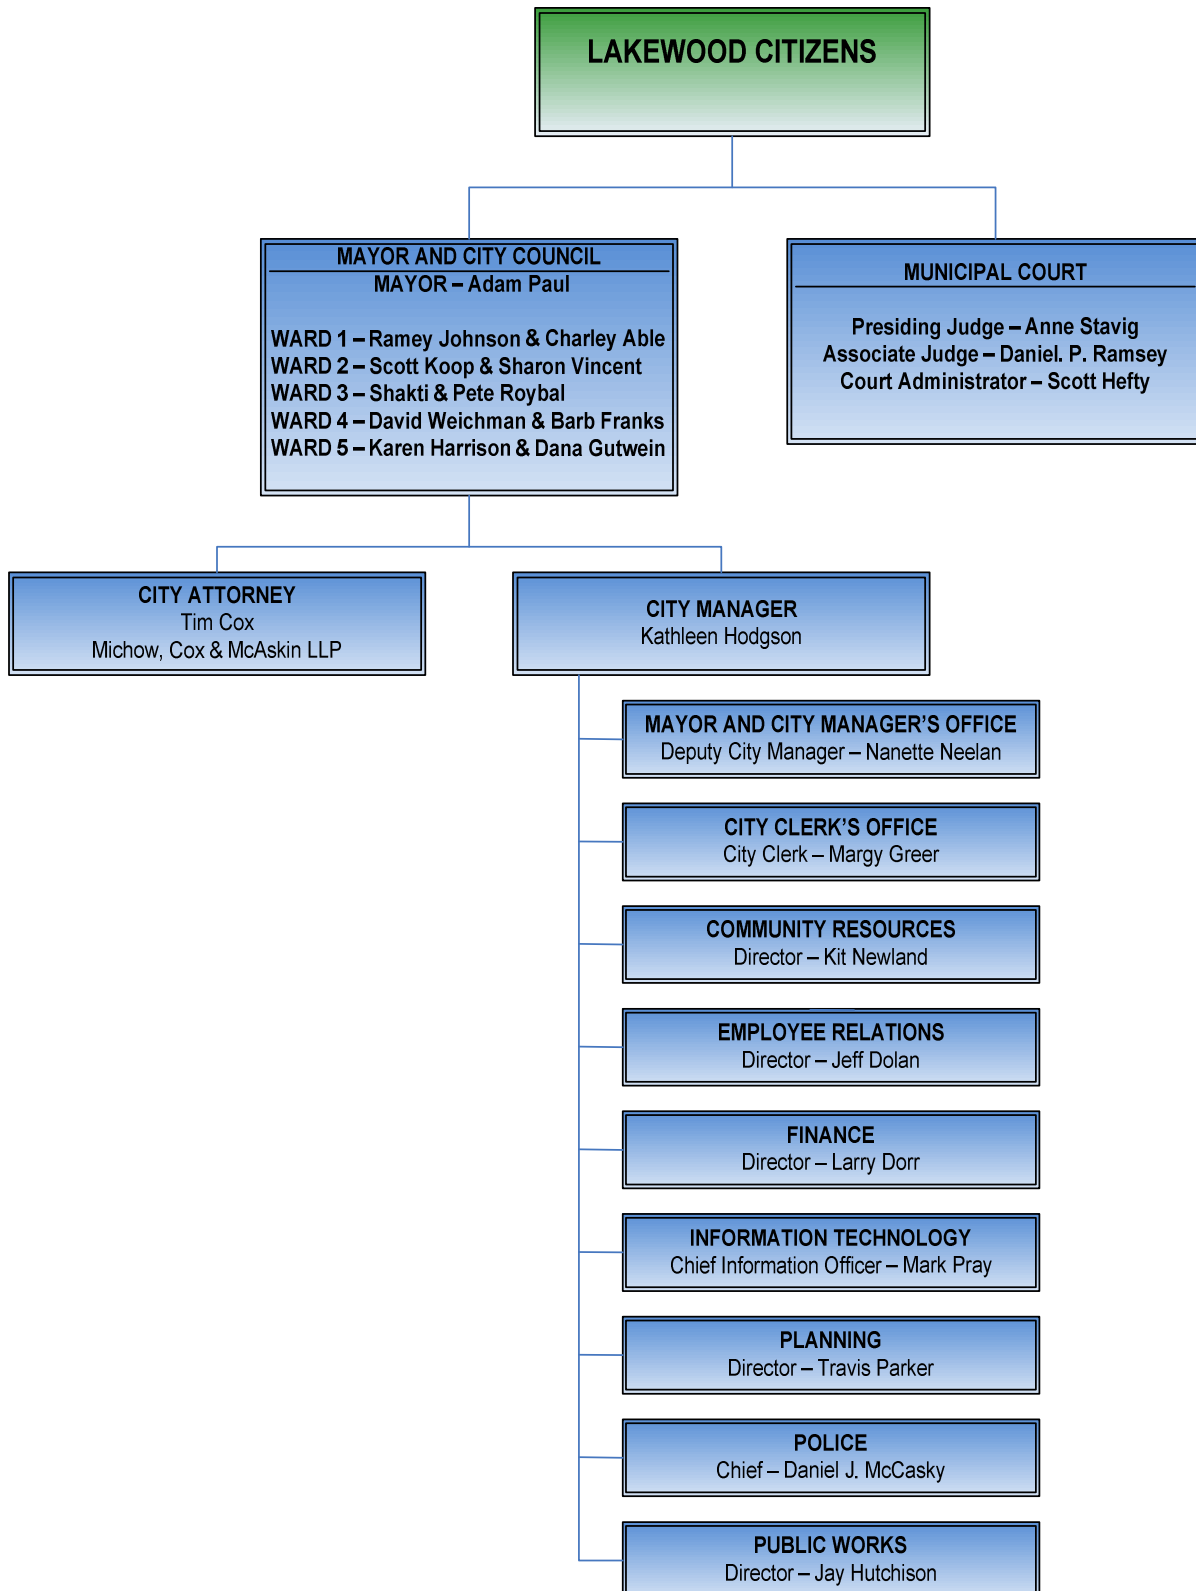 LAKEWOOD CITIZENS
MAYOR AND CITY COUNCIL
MAYOR – Adam Paul
WARD 1 – Ramey Johnson & Charley Able
WARD 2 – Scott Koop & Sharon Vincent
WARD 3 – Shakti & Pete Roybal
WARD 4 – David Weichman & Barb Franks
WARD 5 – Karen Harrison & Dana Gutwein
MUNICIPAL COURT
Presiding Judge – Anne Stavig
Associate Judge – Daniel. P. Ramsey
Court Administrator – Scott Hefty
CITY ATTORNEY
Tim Cox
Michow, Cox & McAskin LLP
CITY MANAGER
Kathleen Hodgson
MAYOR AND CITY MANAGER'S OFFICE
Deputy City Manager – Nanette Neelan
CITY CLERK'S OFFICE
City Clerk – Margy Greer
COMMUNITY RESOURCES
Director – Kit Newland
EMPLOYEE RELATIONS
Director – Jeff Dolan
FINANCE
Director – Larry Dorr
INFORMATION TECHNOLOGY
Chief Information Officer – Mark Pray
PLANNING
Director – Travis Parker
POLICE
Chief – Daniel J. McCasky
PUBLIC WORKS
Director – Jay Hutchison